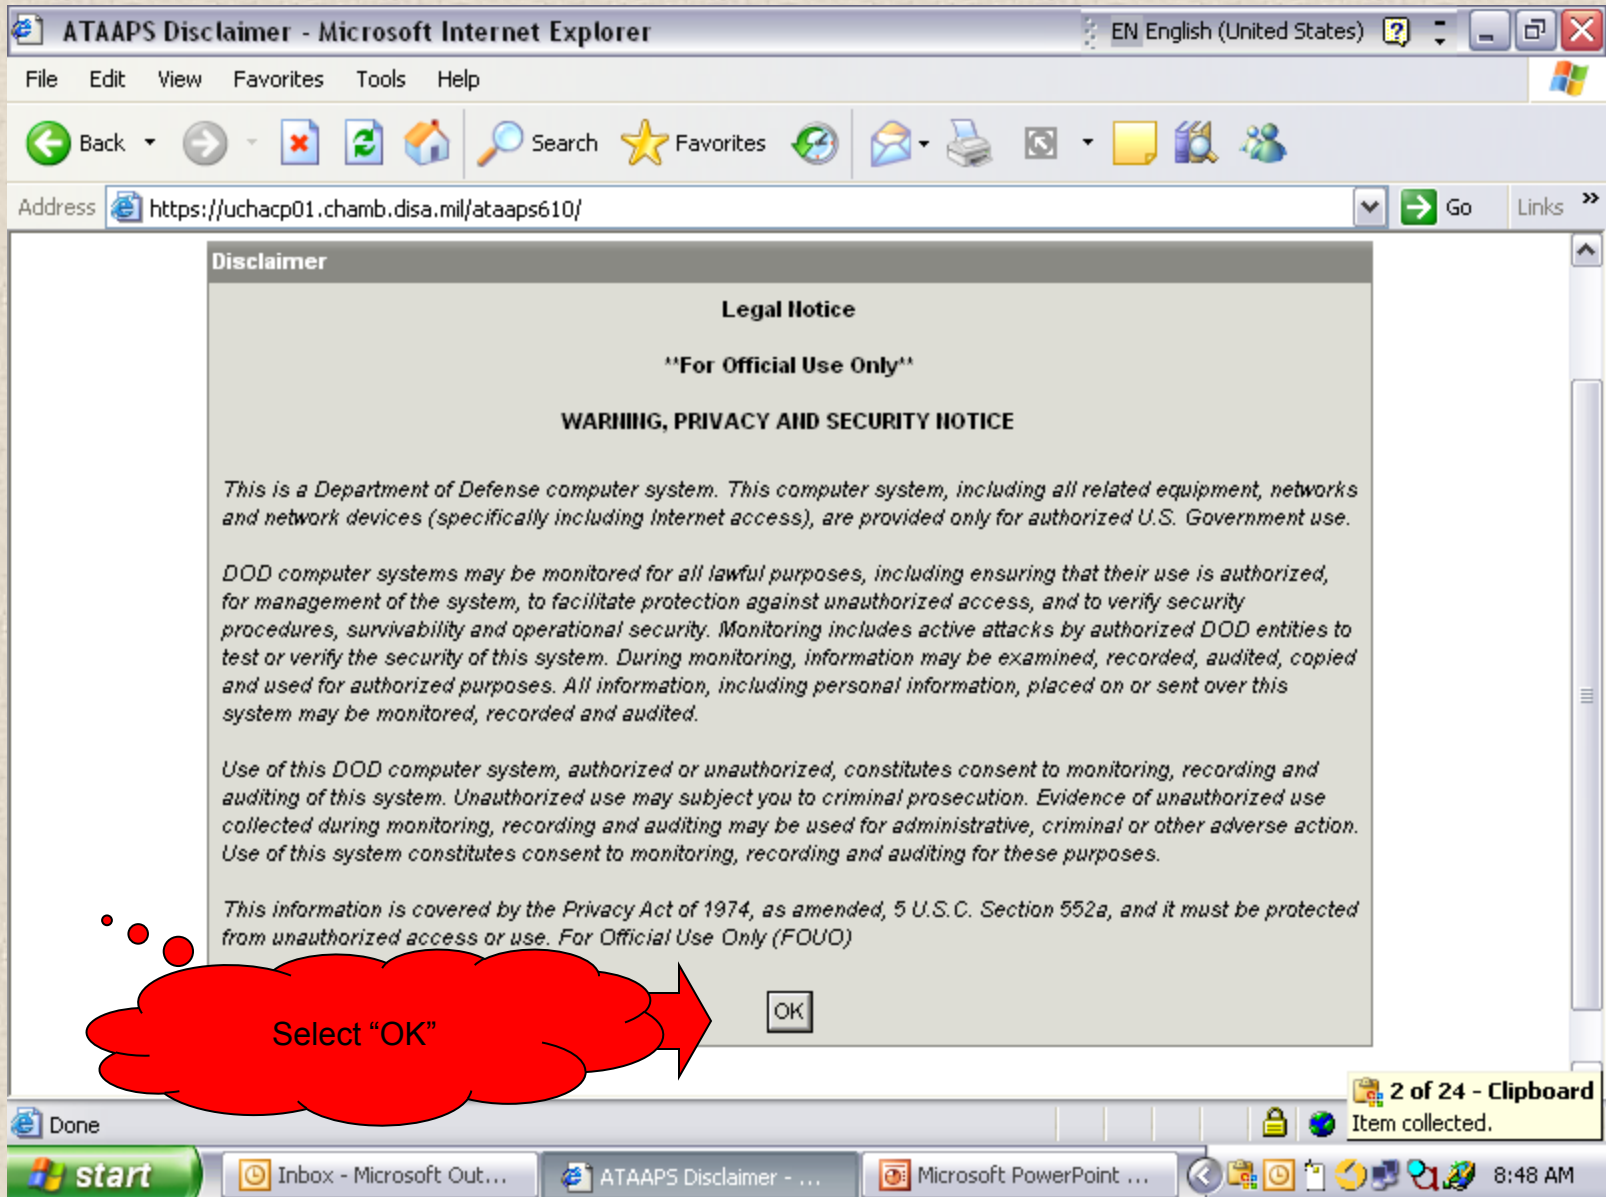 ATAAPS Disclaimer - Microsoft Internet Explorer
EN English (United States)
File Edit View Favorites Tools Help
Back Search Favorites
Address https://uchacp01.chamb.disa.mil/ataaps610/ Go Links »
Disclaimer
Legal Notice
**For Official Use Only**
WARNING, PRIVACY AND SECURITY NOTICE
This is a Department of Defense computer system. This computer system, including all related equipment, networks
and network devices (specifically including Internet access), are provided only for authorized U.S. Government use.
DOD computer systems may be monitored for all lawful purposes, including ensuring that their use is authorized,
for management of the system, to facilitate protection against unauthorized access, and to verify security
procedures, survivability and operational security. Monitoring includes active attacks by authorized DOD entities to
test or verify the security of this system. During monitoring, information may be examined, recorded, audited, copied
and used for authorized purposes. All information, including personal information, placed on or sent over this
system may be monitored, recorded and audited.
Use of this DOD computer system, authorized or unauthorized, constitutes consent to monitoring, recording and
auditing of this system. Unauthorized use may subject you to criminal prosecution. Evidence of unauthorized use
collected during monitoring, recording and auditing may be used for administrative, criminal or other adverse action.
Use of this system constitutes consent to monitoring, recording and auditing for these purposes.
This information is covered by the Privacy Act of 1974, as amended, 5 U.S.C. Section 552a, and it must be protected
from unauthorized access or use. For Official Use Only (FOUO)
OK
Select “OK”
2 of 24 - Clipboard
Item collected.
Done
start Inbox - Microsoft Out... ATAAPS Disclaimer - ... Microsoft PowerPoint ... 8:48 AM